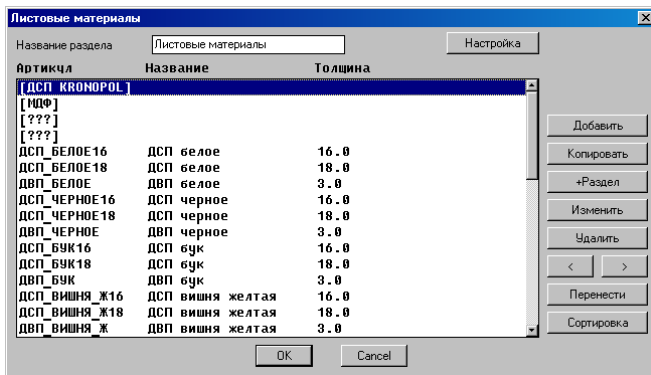 Листовые материалы
Название раздела Листовые материалы Настройка
Артикул Название Толщина
[ДСП KRONOPOL]
[МДФ]
[???]
[???]
ДСП_БЕЛОЕ16 ДСП белое 16.0
ДСП_БЕЛОЕ18 ДСП белое 18.0
ДВП_БЕЛОЕ ДВП белое 3.0
ДСП_ЧЕРНОЕ16 ДСП черное 16.0
ДСП_ЧЕРНОЕ18 ДСП черное 18.0
ДВП_ЧЕРНОЕ ДВП черное 3.0
ДСП_БУК16 ДСП бук 16.0
ДСП_БУК18 ДСП бук 18.0
ДВП_БУК ДВП бук 3.0
ДСП_ВИШНЯ_Ж16 ДСП вишня желтая 16.0
ДСП_ВИШНЯ_Ж18 ДСП вишня желтая 18.0
ДВП_ВИШНЯ_Ж ДВП вишня желтая 3.0
Добавить
Копировать
+Раздел
Изменить
Удалить
< >
Перенести
Сортировка
OK Cancel